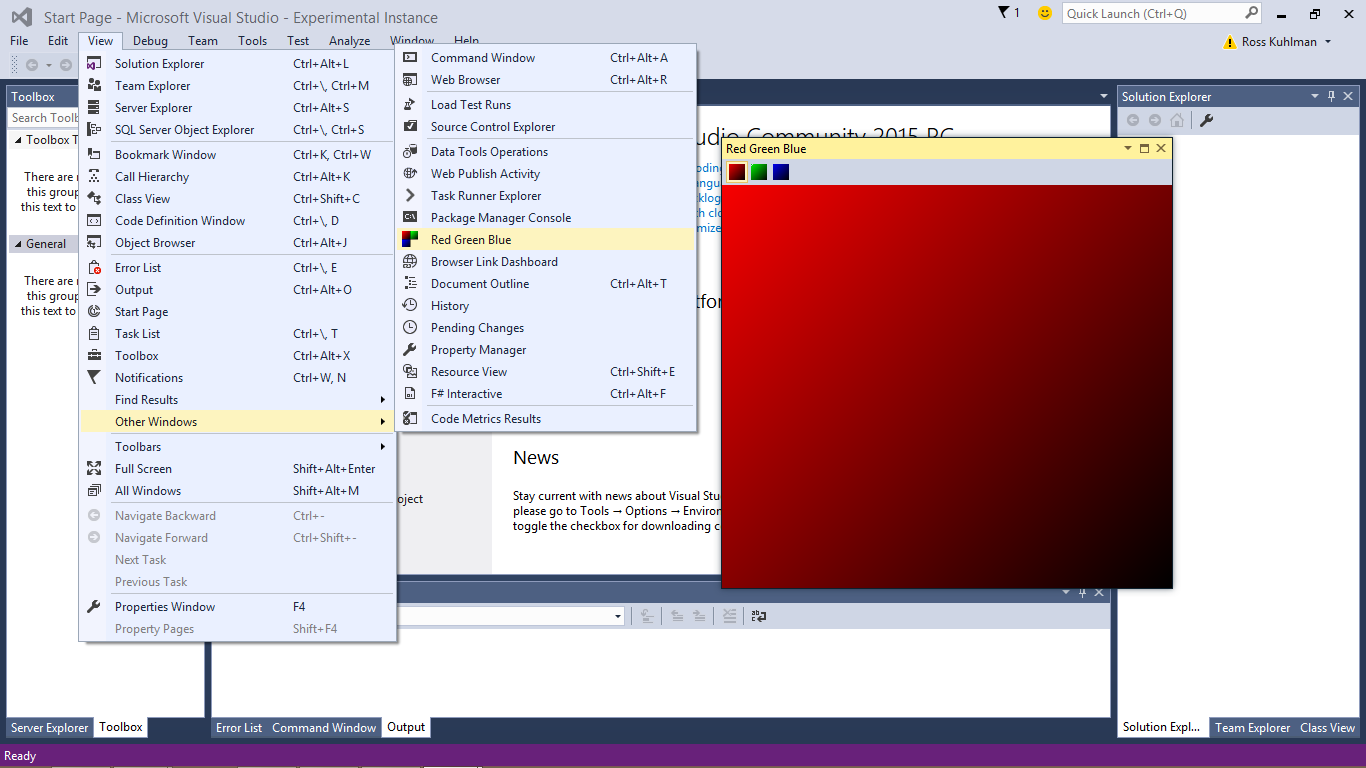 Start Page - Microsoft Visual Studio - Experimental Instance
1
Quick Launch (Ctrl+Q)
File Edit View Debug Team Tools Test Analyze Window Help
Ross Kuhlman
Toolbox
Search Toolb
Toolbox T
There are
this group
this text to
General
There are
this group
this text to
Solution Explorer Ctrl+Alt+L
Team Explorer Ctrl+\, Ctrl+M
Server Explorer Ctrl+Alt+S
SQL Server Object Explorer Ctrl+\, Ctrl+S
Bookmark Window Ctrl+K, Ctrl+W
Call Hierarchy Ctrl+Alt+K
Class View Ctrl+Shift+C
Code Definition Window Ctrl+\, D
Object Browser Ctrl+Alt+J
Error List Ctrl+\, E
Output Ctrl+Alt+O
Start Page
Task List Ctrl+\, T
Toolbox Ctrl+Alt+X
Notifications Ctrl+W, N
Find Results
Other Windows
Toolbars
Full Screen Shift+Alt+Enter
All Windows Shift+Alt+M
Navigate Backward Ctrl+-
Navigate Forward Ctrl+Shift+-
Next Task
Previous Task
Properties Window F4
Property Pages Shift+F4
Command Window Ctrl+Alt+A
Web Browser Ctrl+Alt+R
Load Test Runs
Source Control Explorer
Data Tools Operations
Web Publish Activity
Task Runner Explorer
Package Manager Console
Red Green Blue
Browser Link Dashboard
Document Outline Ctrl+Alt+T
History
Pending Changes
Property Manager
Resource View Ctrl+Shift+E
F# Interactive Ctrl+Alt+F
Code Metrics Results
udio Community 2015 RC
Red Green Blue
oject
News
Stay current with news about Visual Stu
please go to Tools → Options → Environ
toggle the checkbox for downloading c
Solution Explorer
Server Explorer Toolbox
Error List Command Window Output
Solution Expl... Team Explorer Class View
Ready